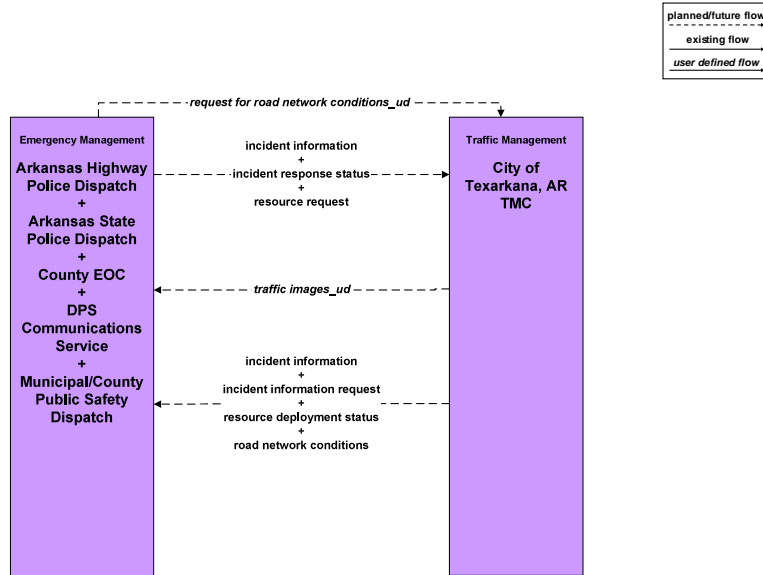 planned/future flow
existing flow
user defined flow
request for road network conditions_ud
Emergency Management
Arkansas Highway
Police Dispatch
+
Arkansas State
Police Dispatch
+
County EOC
+
DPS
Communications
Service
+
Municipal/County
Public Safety
Dispatch
incident information
+
incident response status
+
resource request
traffic images_ud
incident information
+
incident information request
+
resource deployment status
+
road network conditions
Traffic Management
City of
Texarkana, AR
TMC